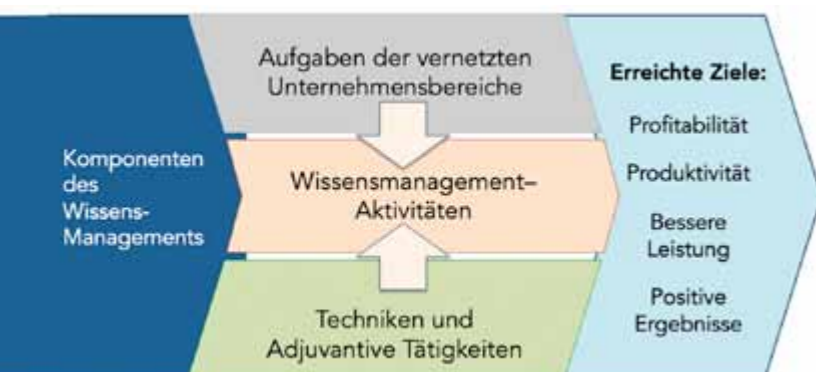 Komponenten
des
Wissens-
Managements
Aufgaben der vernetzten
Unternehmensbereiche
Wissensmanagement–
Aktivitäten
Techniken und
Adjuvantive Tätigkeiten
Erreichte Ziele:
Profitabilität
Produktivität
Bessere
Leistung
Positive
Ergebnisse